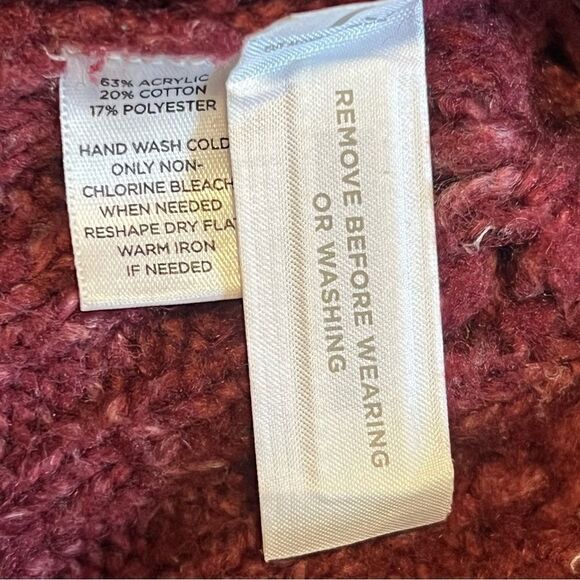 63% ACRYLIC
20% COTTON
17% POLYESTER
HAND WASH COLD
ONLY NON-
CHLORINE BLEACH
WHEN NEEDED
RESHAPE DRY FLA
WARM IRON
IF NEEDED
REMOVE BEFORE WEARING
OR WASHING